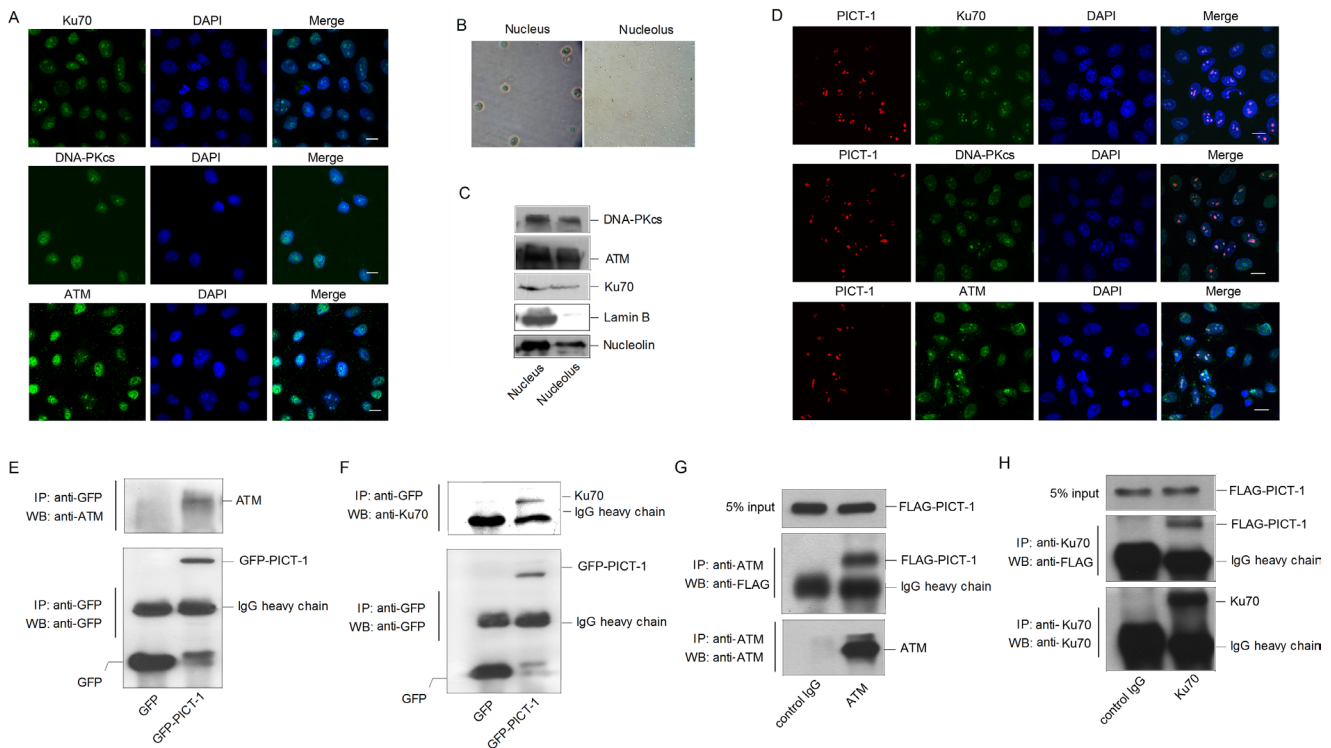 A
Ku70 DAPI Merge
DNA-PKcs DAPI Merge
ATM DAPI Merge
B
Nucleus Nucleolus
C
DNA-PKcs
ATM
Ku70
Lamin B
Nucleolin
Nucleus Nucleolus
D
PICT-1 Ku70 DAPI Merge
PICT-1 DNA-PKcs DAPI Merge
PICT-1 ATM DAPI Merge
E
IP: anti-GFP
WB: anti-ATM
ATM
GFP-PICT-1
IP: anti-GFP
WB: anti-GFP
IgG heavy chain
GFP
GFP GFP-PICT-1
F
IP: anti-GFP
WB: anti-Ku70
Ku70
IgG heavy chain
GFP-PICT-1
IP: anti-GFP
WB: anti-GFP
IgG heavy chain
GFP
GFP GFP-PICT-1
G
5% input FLAG-PICT-1
IP: anti-ATM
WB: anti-FLAG
FLAG-PICT-1
IgG heavy chain
IP: anti-ATM
WB: anti-ATM
ATM
control IgG ATM
H
5% input FLAG-PICT-1
FLAG-PICT-1
IP: anti-Ku70
WB: anti-FLAG
IgG heavy chain
Ku70
IP: anti-Ku70
WB: anti-Ku70
IgG heavy chain
control IgG Ku70